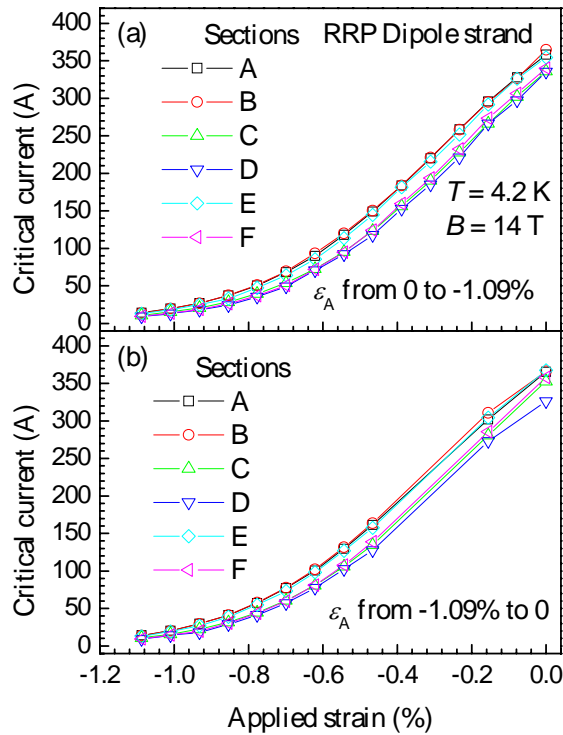 (a)
Sections
RRP Dipole strand
A
B
C
D
E
F
T = 4.2 K
B = 14 T
ε_A from 0 to -1.09%
Critical current (A)
400
350
300
250
200
150
100
50
0
(b)
Sections
A
B
C
D
E
F
ε_A from -1.09% to 0
Critical current (A)
400
350
300
250
200
150
100
50
0
-1.2 -1.0 -0.8 -0.6 -0.4 -0.2 0.0
Applied strain (%)